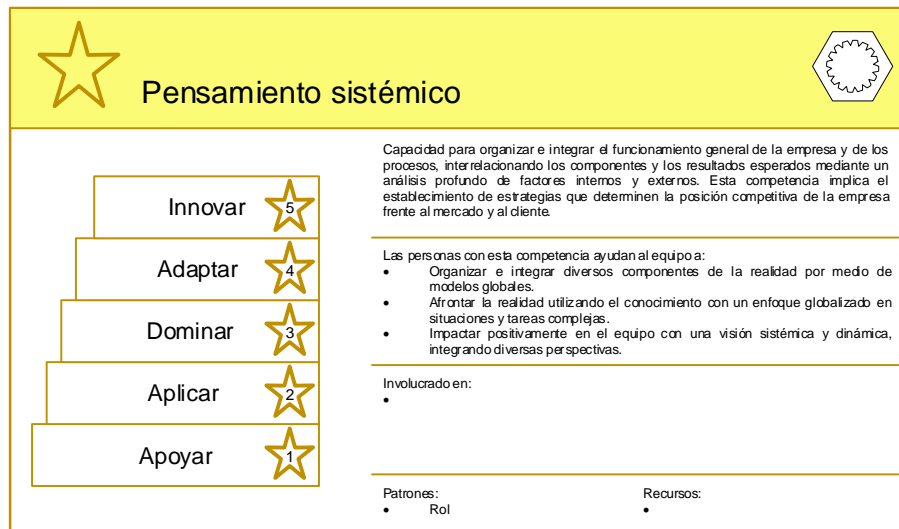 Pensamiento sistémico
Capacidad para organizar e integrar el funcionamiento general de la empresa y de los
procesos, interrelacionando los componentes y los resultados esperados mediante un
análisis profundo de factores internos y externos. Esta competencia implica el
establecimiento de estrategias que determinen la posición competitiva de la empresa
frente al mercado y al cliente.
Innovar 5
Adaptar 4
Dominar 3
Aplicar 2
Apoyar 1
Las personas con esta competencia ayudan al equipo a:
• Organizar e integrar diversos componentes de la realidad por medio de
modelos globales.
• Afrontar la realidad utilizando el conocimiento con un enfoque globalizado en
situaciones y tareas complejas.
• Impactar positivamente en el equipo con una visión sistémica y dinámica,
integrando diversas perspectivas.
Involucrado en:
•
Patrones:
• Rol
Recursos:
•